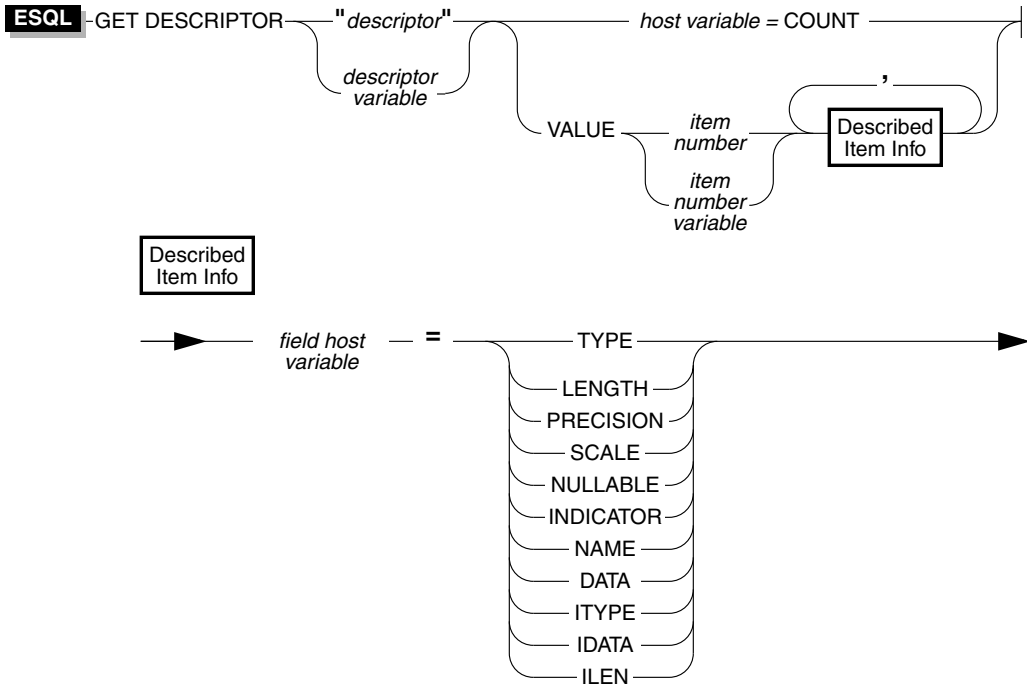 ESQL GET DESCRIPTOR "descriptor" host variable = COUNT
descriptor
variable
,
VALUE item
number
Described
Item Info
item
number
variable
Described
Item Info
field host
variable
= TYPE
LENGTH
PRECISION
SCALE
NULLABLE
INDICATOR
NAME
DATA
ITYPE
IDATA
ILEN